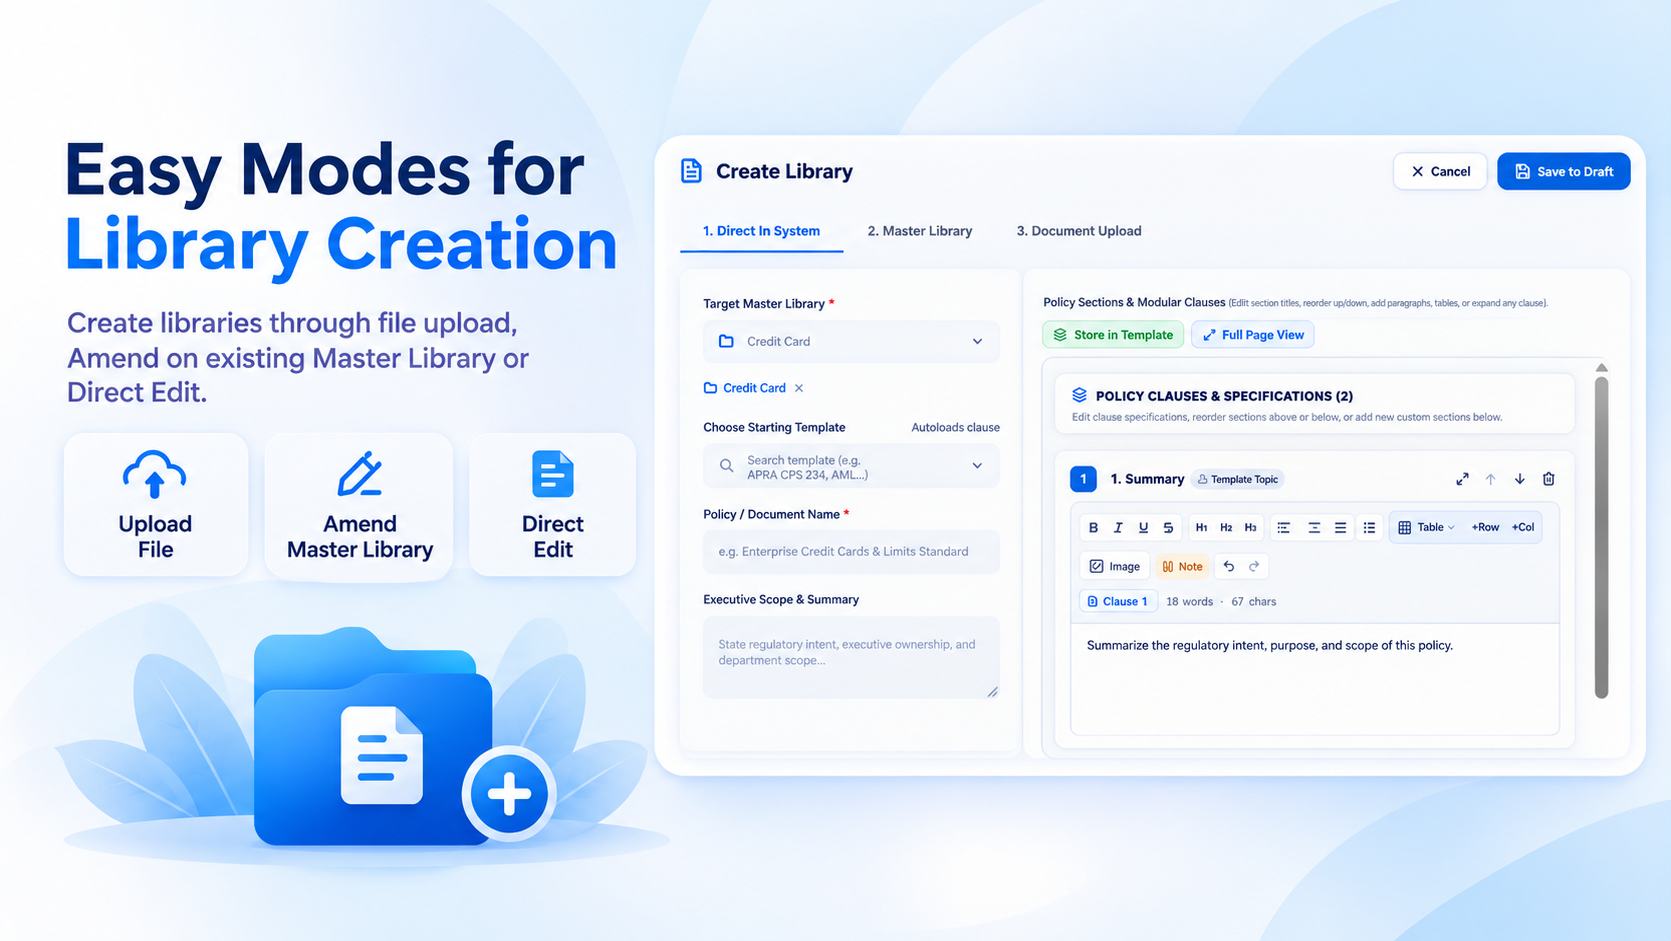 Easy Modes for
Library Creation
Create libraries through file upload,
Amend on existing Master Library or
Direct Edit.
Upload
File
Amend
Master Library
Direct
Edit
Create Library
Cancel
Save to Draft
1. Direct In System
2. Master Library
3. Document Upload
Target Master Library *
Credit Card
Credit Card ×
Choose Starting Template
Autoloads clause
Search template (e.g.
APRA CPS 234, AML...)
Policy / Document Name *
e.g. Enterprise Credit Cards & Limits Standard
Executive Scope & Summary
State regulatory intent, executive ownership, and
department scope...
Policy Sections & Modular Clauses (Edit section titles, reorder up/down, add paragraphs, tables, or expand any clause).
Store in Template
Full Page View
POLICY CLAUSES & SPECIFICATIONS (2)
Edit clause specifications, reorder sections above or below, or add new custom sections below.
1
1. Summary
Template Topic
B I U S H1 H2 H3
Table +Row +Col
Image
Note
Clause 1
18 words · 67 chars
Summarize the regulatory intent, purpose, and scope of this policy.